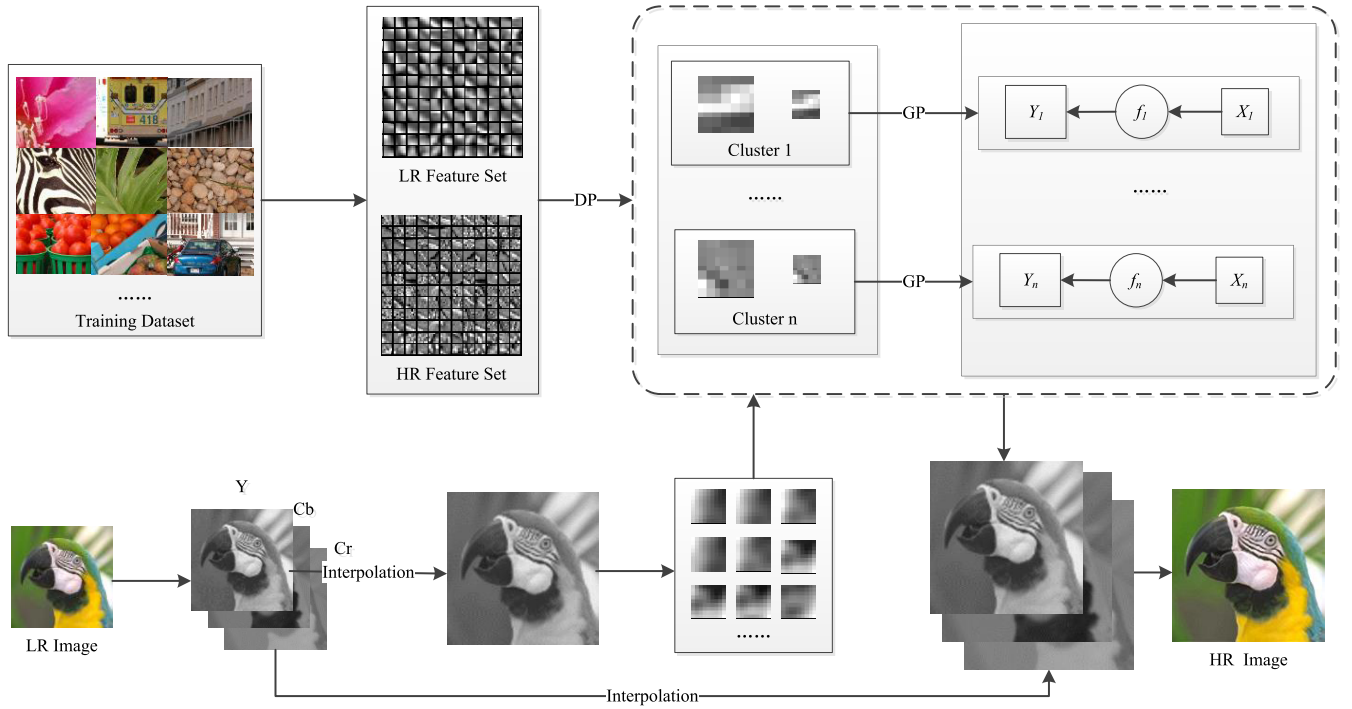 418
......
Training Dataset
LR Feature Set
HR Feature Set
DP
Cluster 1
......
Cluster n
GP
GP
Y1
f1
X1
......
Yn
fn
Xn
LR Image
Y
Cb
Cr
Interpolation
......
Interpolation
HR Image